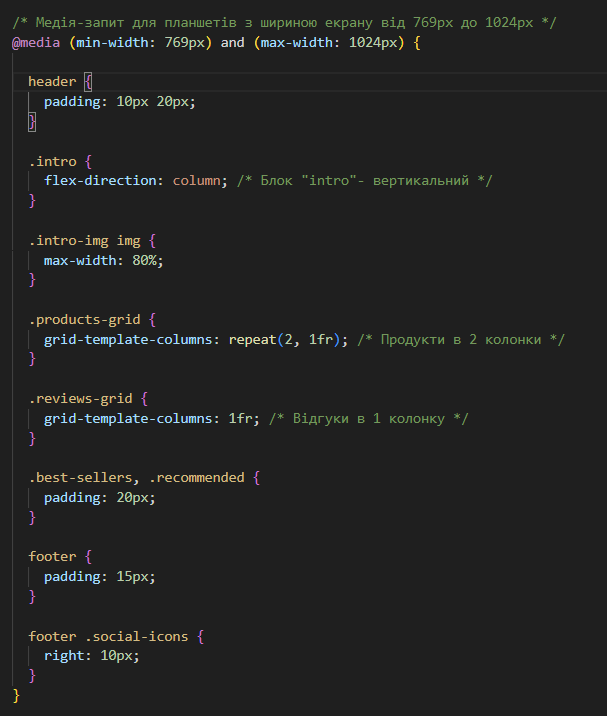 /* Медія-запит для планшетів з шириною екрану від 769px до 1024px */
@media (min-width: 769px) and (max-width: 1024px) {
header {
padding: 10px 20px;
}
.intro {
flex-direction: column; /* Блок "intro"- вертикальний */
}
.intro-img img {
max-width: 80%;
}
.products-grid {
grid-template-columns: repeat(2, 1fr); /* Продукти в 2 колонки */
}
.reviews-grid {
grid-template-columns: 1fr; /* Відгуки в 1 колонку */
}
.best-sellers, .recommended {
padding: 20px;
}
footer {
padding: 15px;
}
footer .social-icons {
right: 10px;
}
}